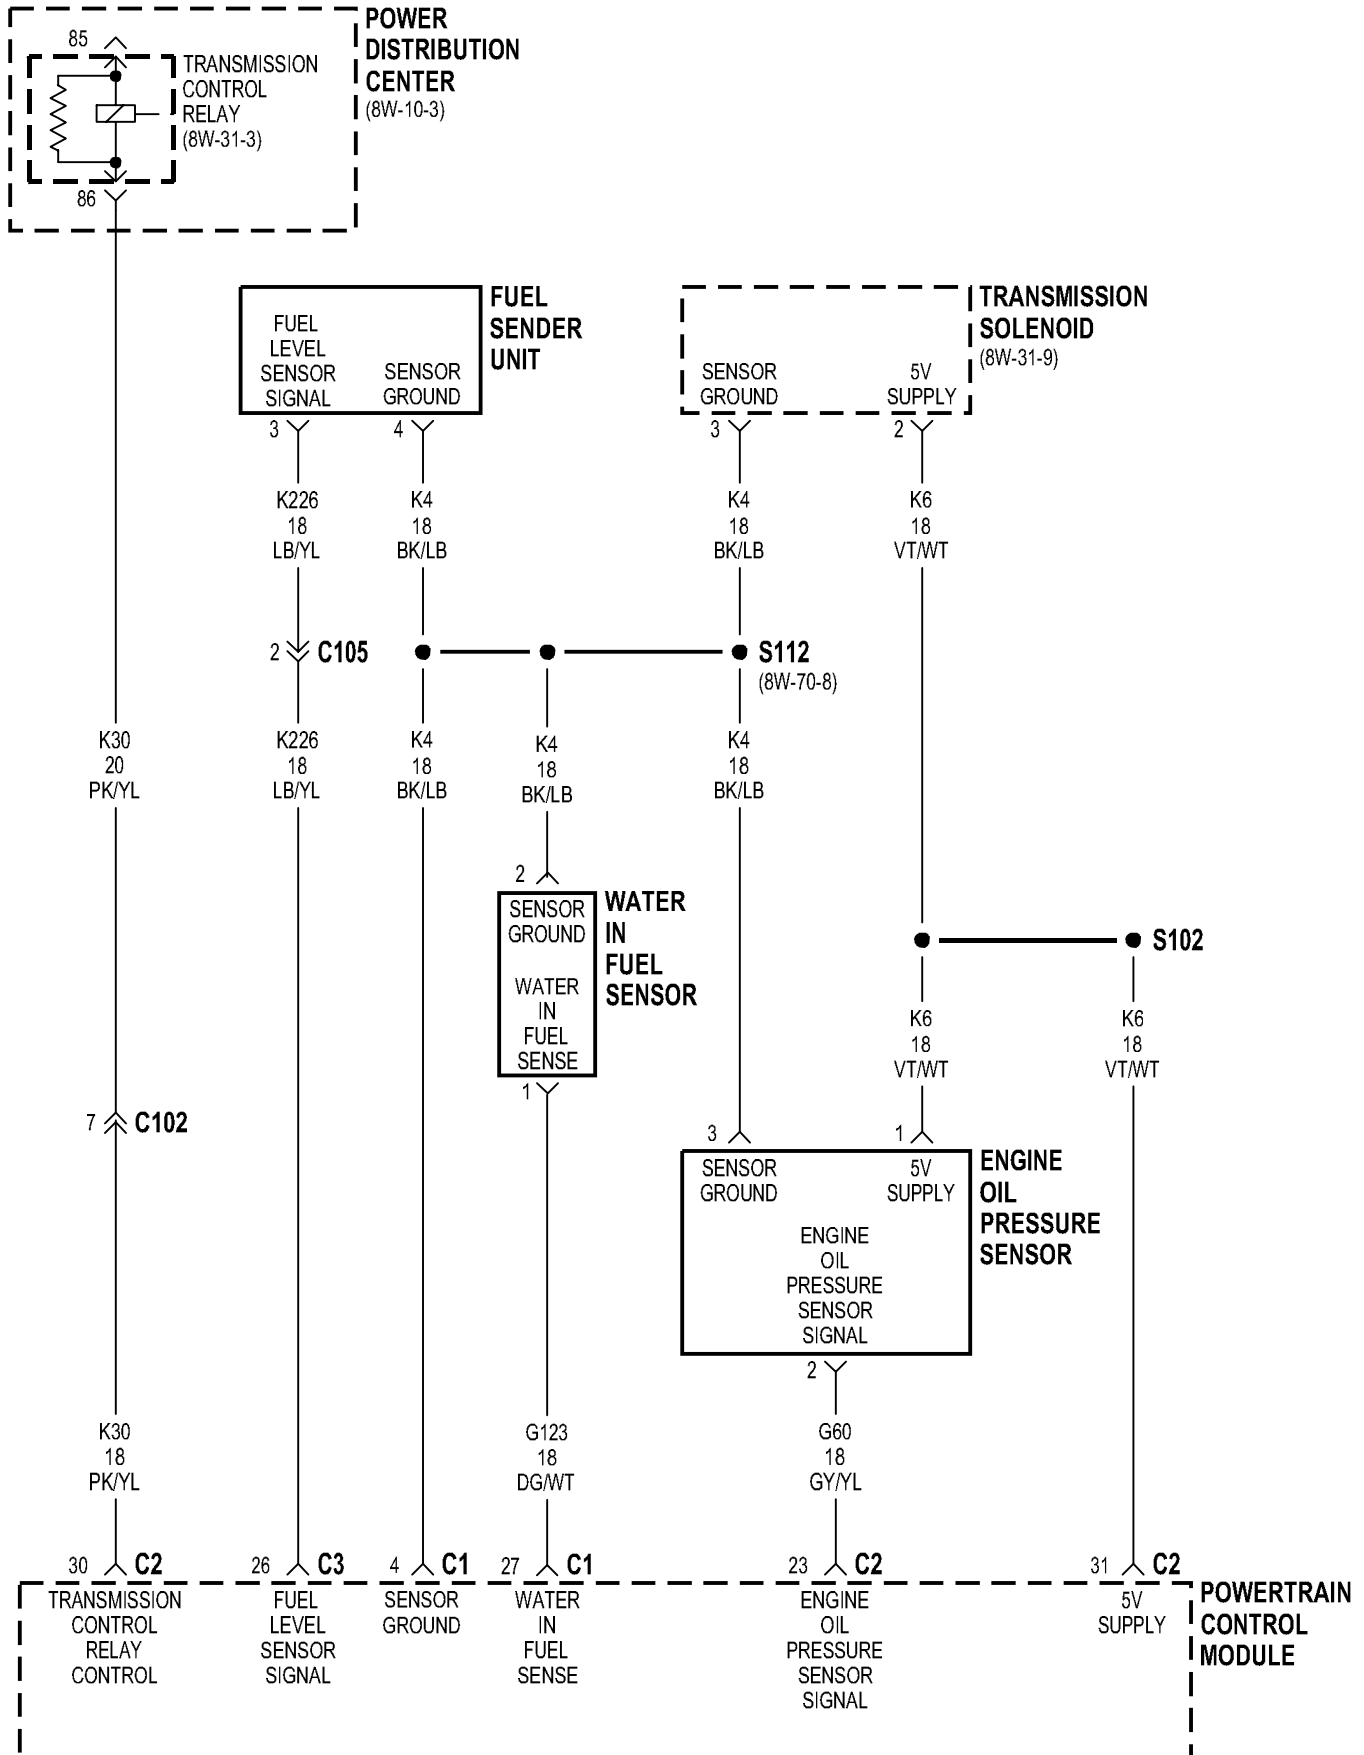 POWER
DISTRIBUTION
CENTER
(8W-10-3)
85
TRANSMISSION
CONTROL
RELAY
(8W-31-3)
86
FUEL
SENDER
UNIT
FUEL
LEVEL
SENSOR
SIGNAL
SENSOR
GROUND
TRANSMISSION
SOLENOID
(8W-31-9)
SENSOR
GROUND
5V
SUPPLY
3
4
3
2
K226
18
LB/YL
K4
18
BK/LB
K4
18
BK/LB
K6
18
VT/WT
2
C105
S112
(8W-70-8)
K30
20
PK/YL
K226
18
LB/YL
K4
18
BK/LB
K4
18
BK/LB
K4
18
BK/LB
2
SENSOR
GROUND
WATER
IN
FUEL
SENSE
WATER
IN
FUEL
SENSOR
1
S102
K6
18
VT/WT
K6
18
VT/WT
7
C102
3
1
SENSOR
GROUND
5V
SUPPLY
ENGINE
OIL
PRESSURE
SENSOR
SIGNAL
ENGINE
OIL
PRESSURE
SENSOR
2
K30
18
PK/YL
G123
18
DG/WT
G60
18
GY/YL
30
C2
26
C3
4
C1
27
C1
23
C2
31
C2
TRANSMISSION
CONTROL
RELAY
CONTROL
FUEL
LEVEL
SENSOR
SIGNAL
SENSOR
GROUND
WATER
IN
FUEL
SENSE
ENGINE
OIL
PRESSURE
SENSOR
SIGNAL
5V
SUPPLY
POWERTRAIN
CONTROL
MODULE